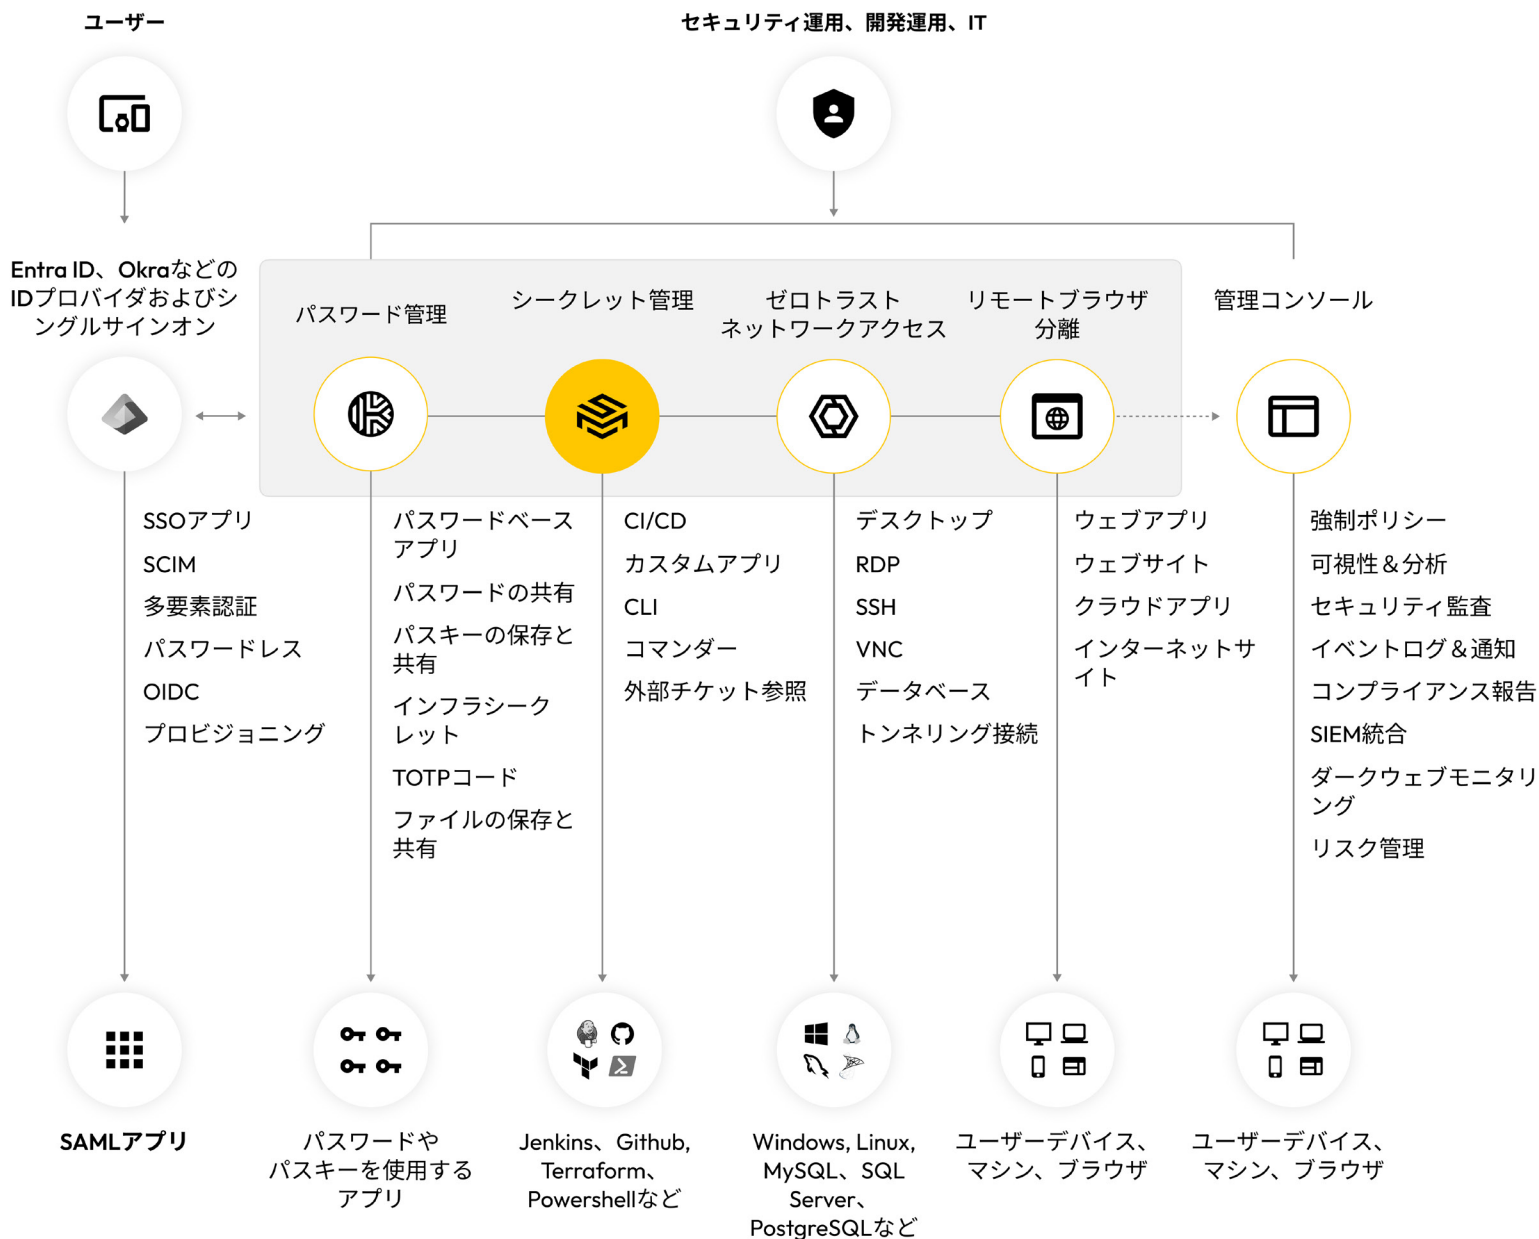 ユーザー
セキュリティ運用、開発運用、IT
Entra ID、Okraなどの
IDプロバイダおよびシ
ングルサインオン
パスワード管理
シークレット管理
ゼロトラスト
ネットワークアクセス
リモートブラウザ
分離
管理コンソール
SSOアプリ
SCIM
多要素認証
パスワードレス
OIDC
プロビジョニング
パスワードベース
アプリ
パスワードの共有
パスキーの保存と
共有
インフラシーク
レット
TOTPコード
ファイルの保存と
共有
CI/CD
カスタムアプリ
CLI
コマンダー
外部チケット参照
デスクトップ
RDP
SSH
VNC
データベース
トンネリング接続
ウェブアプリ
ウェブサイト
クラウドアプリ
インターネットサ
イト
強制ポリシー
可視性&分析
セキュリティ監査
イベントログ&通知
コンプライアンス報告
SIEM統合
ダークウェブモニタリ
ング
リスク管理
SAMLアプリ
パスワードや
パスキーを使用する
アプリ
Jenkins、Github,
Terraform、
Powershellなど
Windows, Linux,
MySQL、SQL
Server、
PostgreSQLなど
ユーザーデバイス、
マシン、ブラウザ
ユーザーデバイス、
マシン、ブラウザ